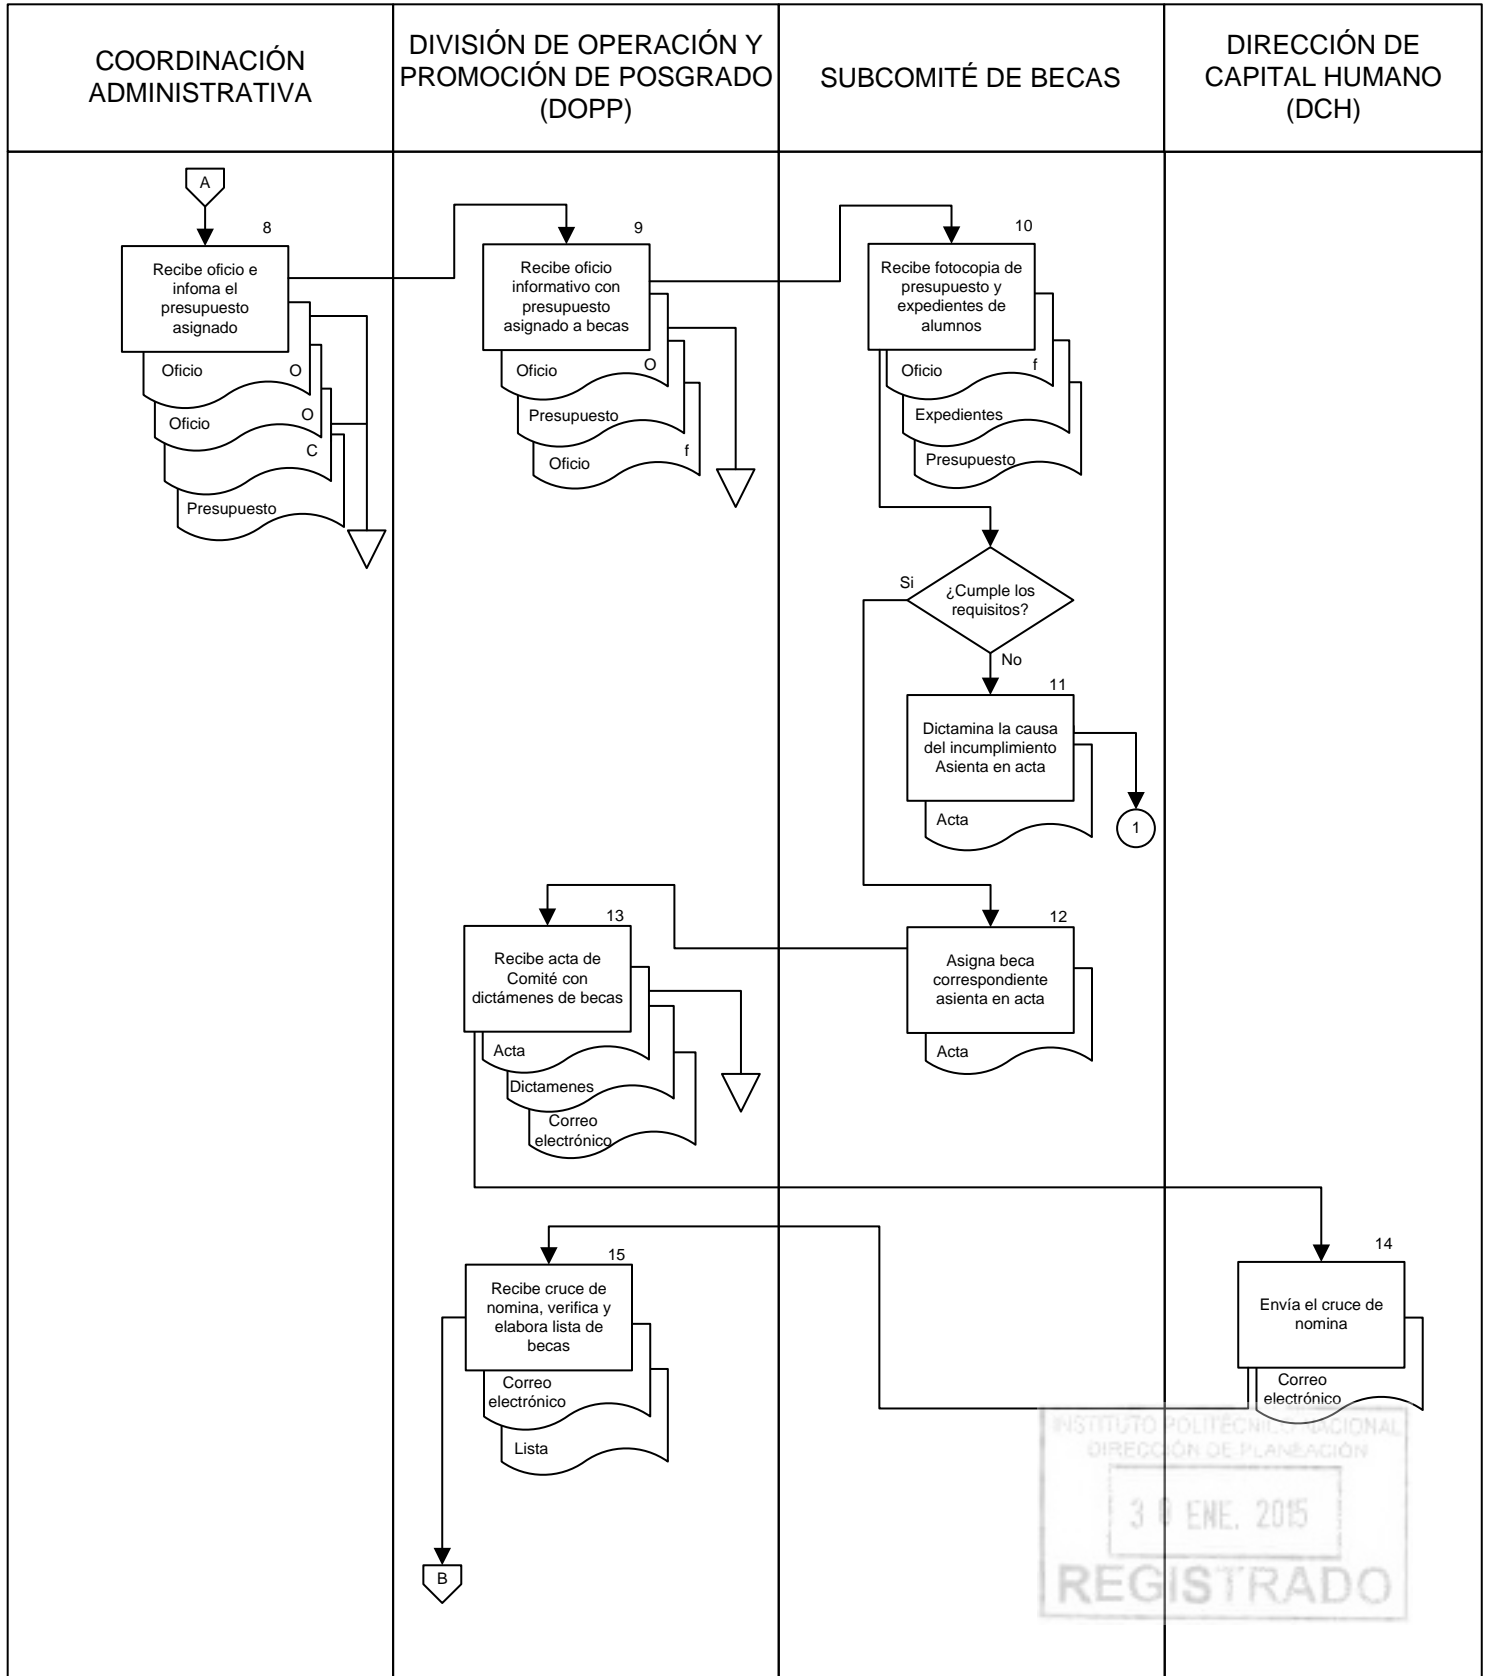 COORDINACIÓN
ADMINISTRATIVA
DIVISIÓN DE OPERACIÓN Y
PROMOCIÓN DE POSGRADO
(DOPP)
SUBCOMITÉ DE BECAS
DIRECCIÓN DE
CAPITAL HUMANO
(DCH)
A
8
Recibe oficio e
infoma el
presupuesto
asignado
Oficio O
Oficio O
C
Presupuesto
9
Recibe oficio
informativo con
presupuesto
asignado a becas
Oficio O
Presupuesto
Oficio f
10
Recibe fotocopia de
presupuesto y
expedientes de
alumnos
Oficio f
Expedientes
Presupuesto
Si
¿Cumple los
requisitos?
No
11
Dictamina la causa
del incumplimiento
Asienta en acta
Acta
1
12
Asigna beca
correspondiente
asienta en acta
Acta
13
Recibe acta de
Comité con
dictámenes de becas
Acta
Dictamenes
Correo
electrónico
14
Envía el cruce de
nomina
Correo
electrónico
15
Recibe cruce de
nomina, verifica y
elabora lista de
becas
Correo
electrónico
Lista
B
INSTITUTO POLITÉCNICO NACIONAL
DIRECCIÓN DE PLANEACIÓN
ENE. 2015
REGISTRADO